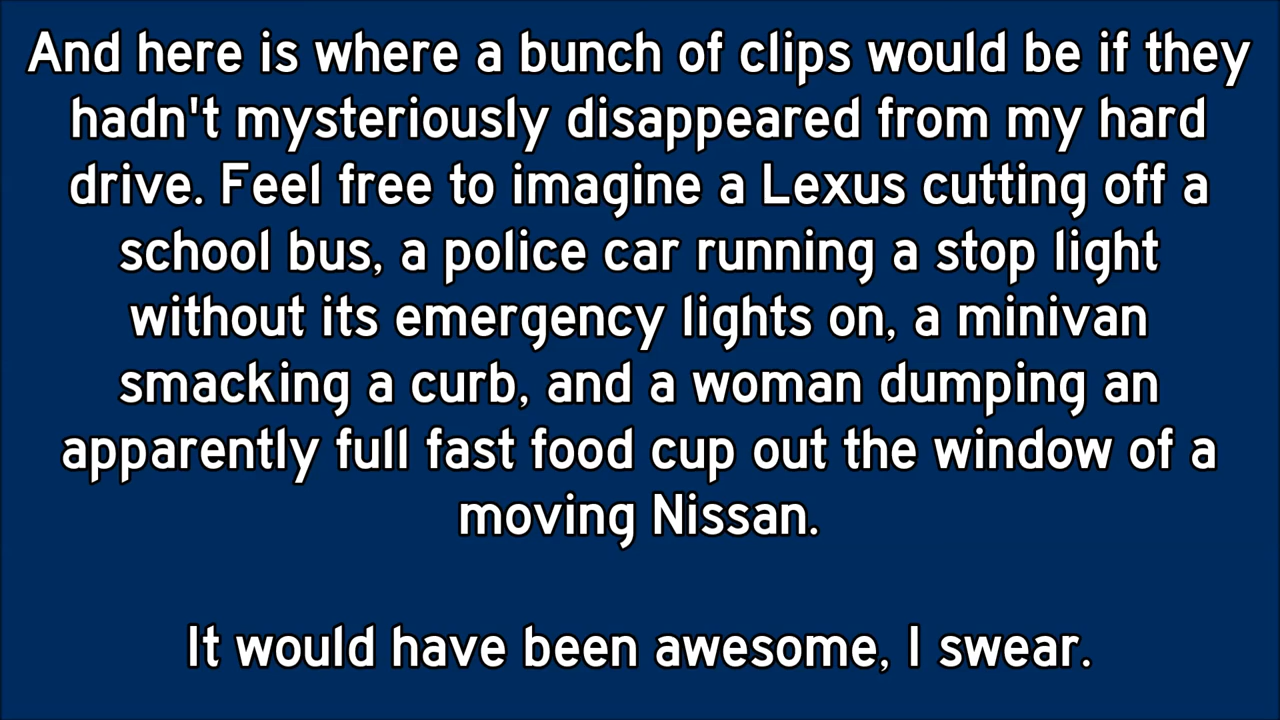 And here is where a bunch of clips would be if they
hadn't mysteriously disappeared from my hard
drive. Feel free to imagine a Lexus cutting off a
school bus, a police car running a stop light
without its emergency lights on, a minivan
smacking a curb, and a woman dumping an
apparently full fast food cup out the window of a
moving Nissan.
It would have been awesome, I swear.